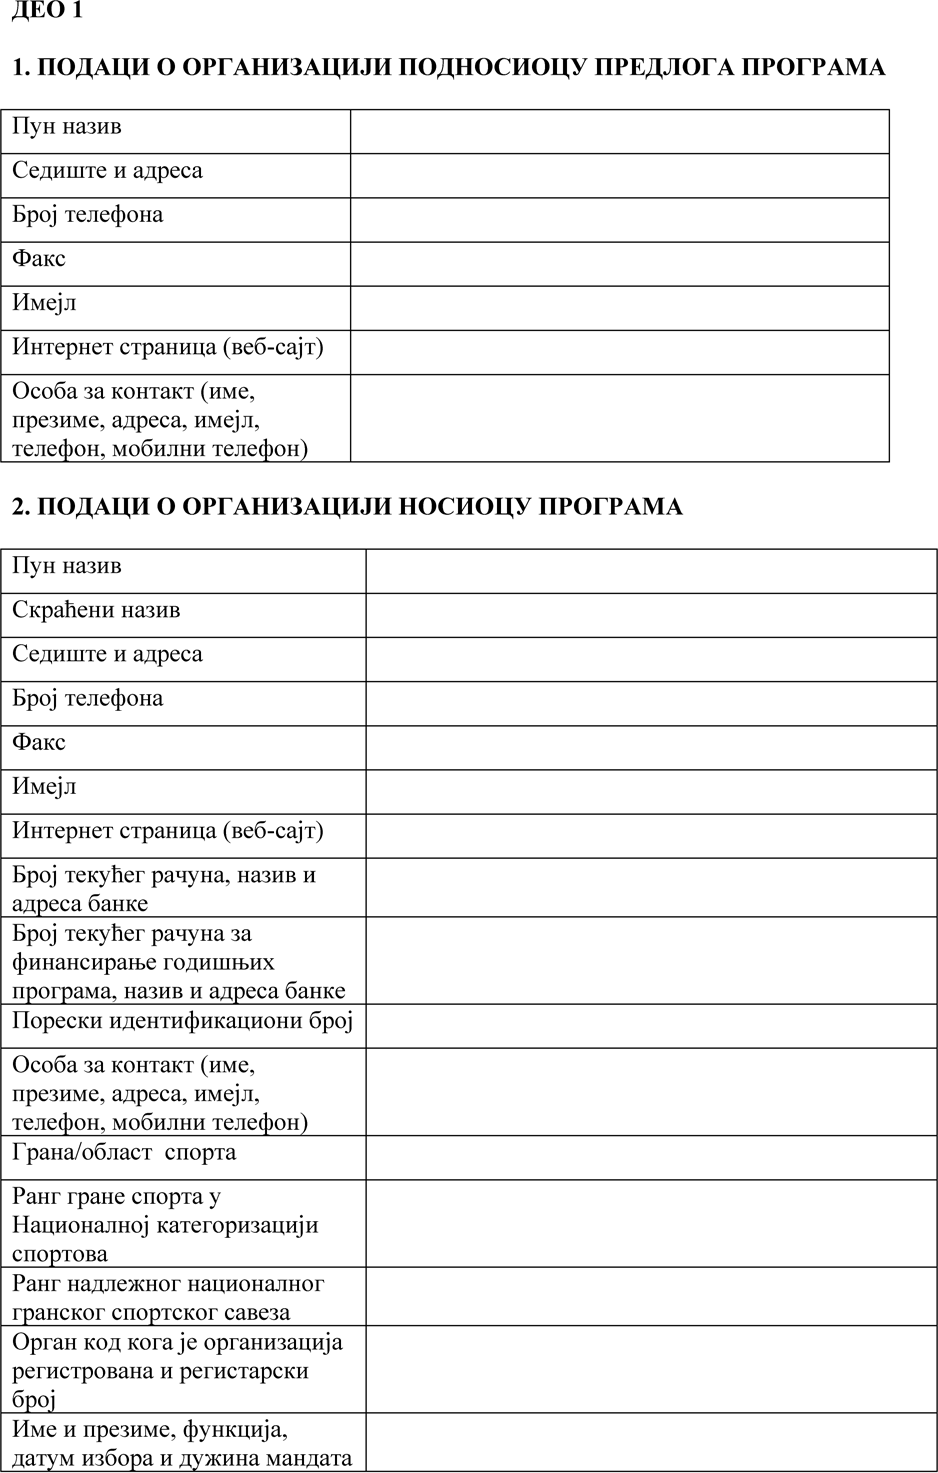 ДЕО 1
1. ПОДАЦИ О ОРГАНИЗАЦИЈИ ПОДНОСИОЦУ ПРЕДЛОГА ПРОГРАМА
Пун назив
Седиште и адреса
Број телефона
Факс
Имејл
Интернет страница (веб-сајт)
Особа за контакт (име,
презиме, адреса, имејл,
телефон, мобилни телефон)
2. ПОДАЦИ О ОРГАНИЗАЦИЈИ НОСИОЦУ ПРОГРАМА
Пун назив
Скраћени назив
Седиште и адреса
Број телефона
Факс
Имејл
Интернет страница (веб-сајт)
Број текућег рачуна, назив и
адреса банке
Број текућег рачуна за
финансирање годишњих
програма, назив и адреса банке
Порески идентификациони број
Особа за контакт (име,
презиме, адреса, имејл,
телефон, мобилни телефон)
Грана/област  спорта
Ранг гране спорта у
Националној категоризацији
спортова
Ранг надлежног националног
гранског спортског савеза
Орган код кога је организација
регистрована и регистарски
број
Име и презиме, функција,
датум избора и дужина мандата